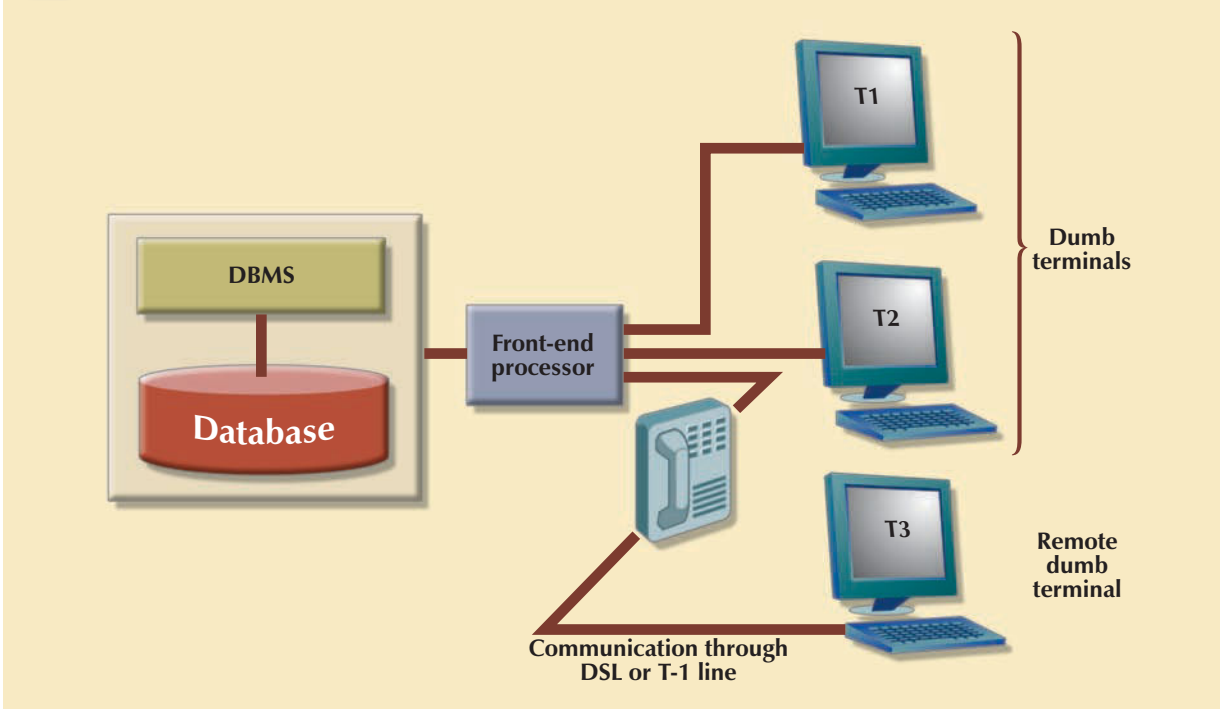 T1
Dumb
terminals
DBMS
T2
Front-end
processor
Database
T3
Remote
dumb
terminal
Communication through
DSL or T-1 line